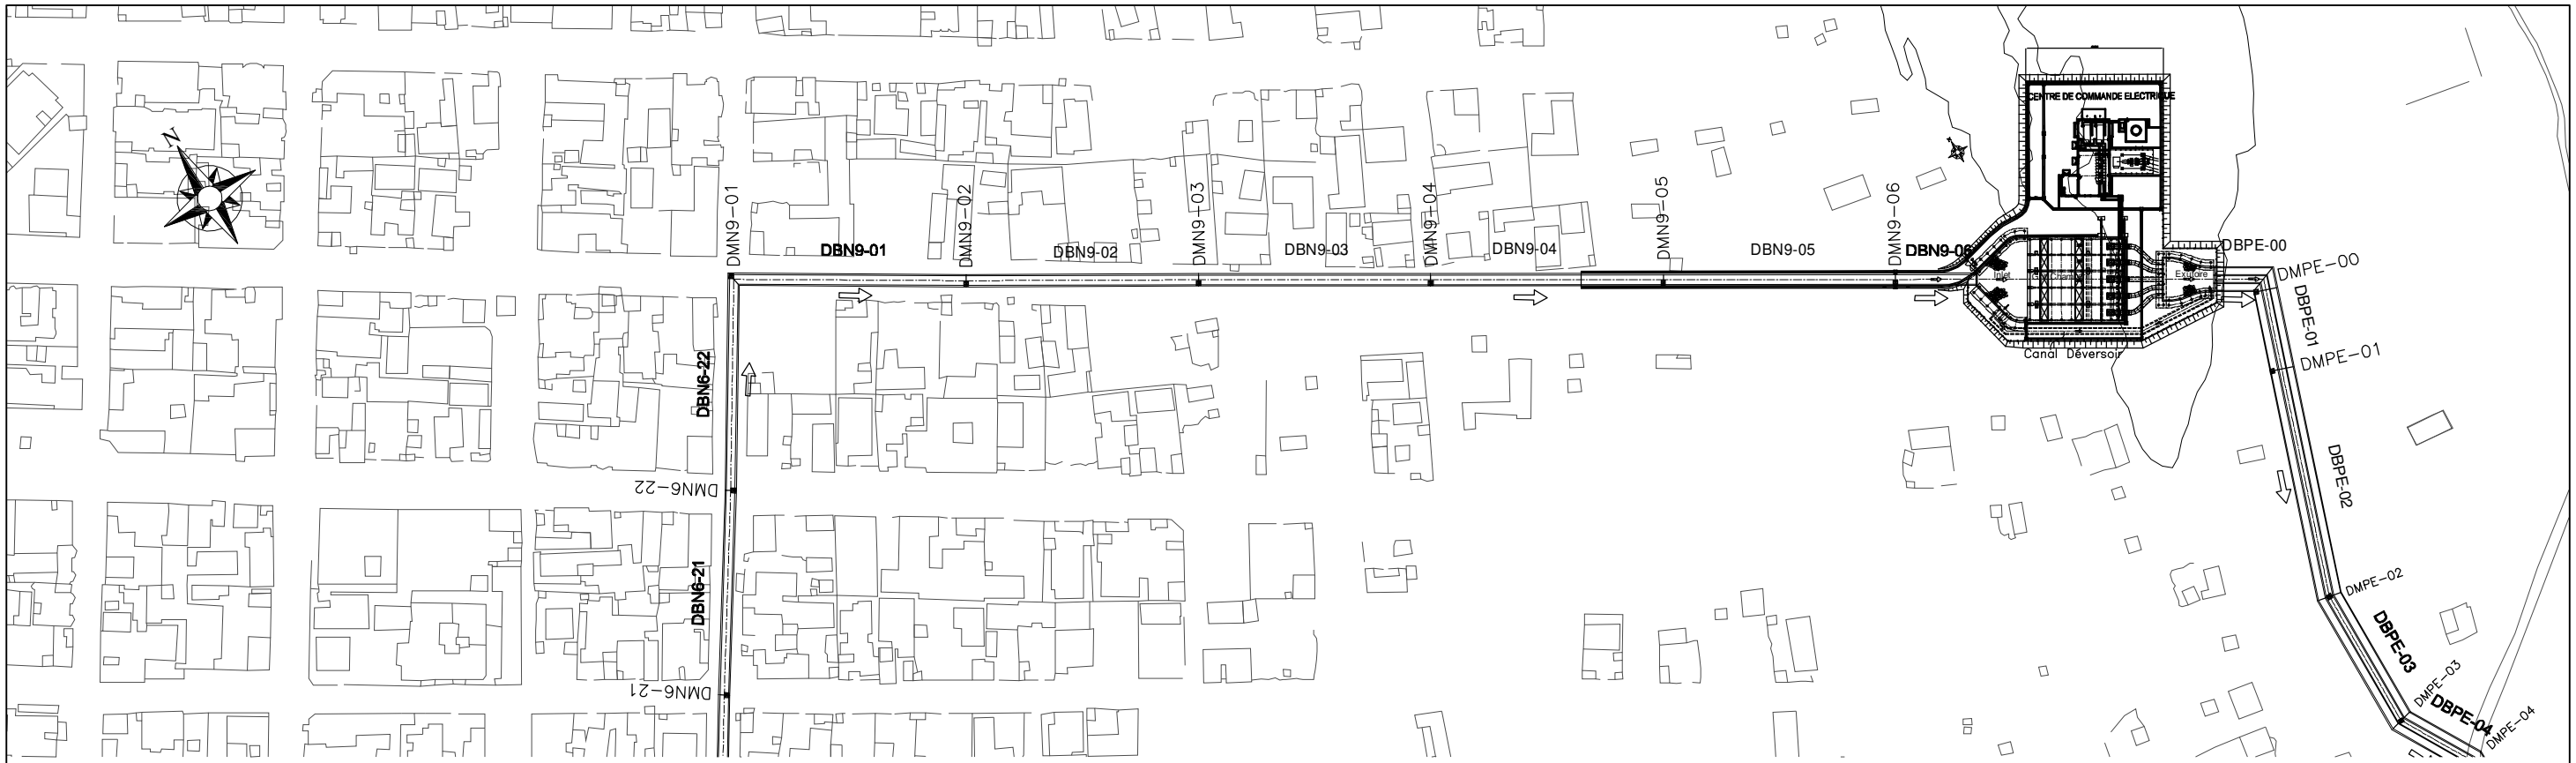 N
CENTRE DE COMMANDE ELECTRIQUE
DMN9-01
DBN9-01
DMN9-02
DBN9-02
DMN9-03
DBN9-03
DMN9-04
DBN9-04
DMN9-05
DBN9-05
DMN9-06
DBN9-06
Inlet
Exutoire
Canal Déversoir
DBPE-00
DMPE-00
DBPE-01
DMPE-01
DBPE-02
DMPE-02
DBPE-03
DMPE-03
DBPE-04
DMPE-04
DBN6-22
DMN6-22
DBN6-21
DMN6-21